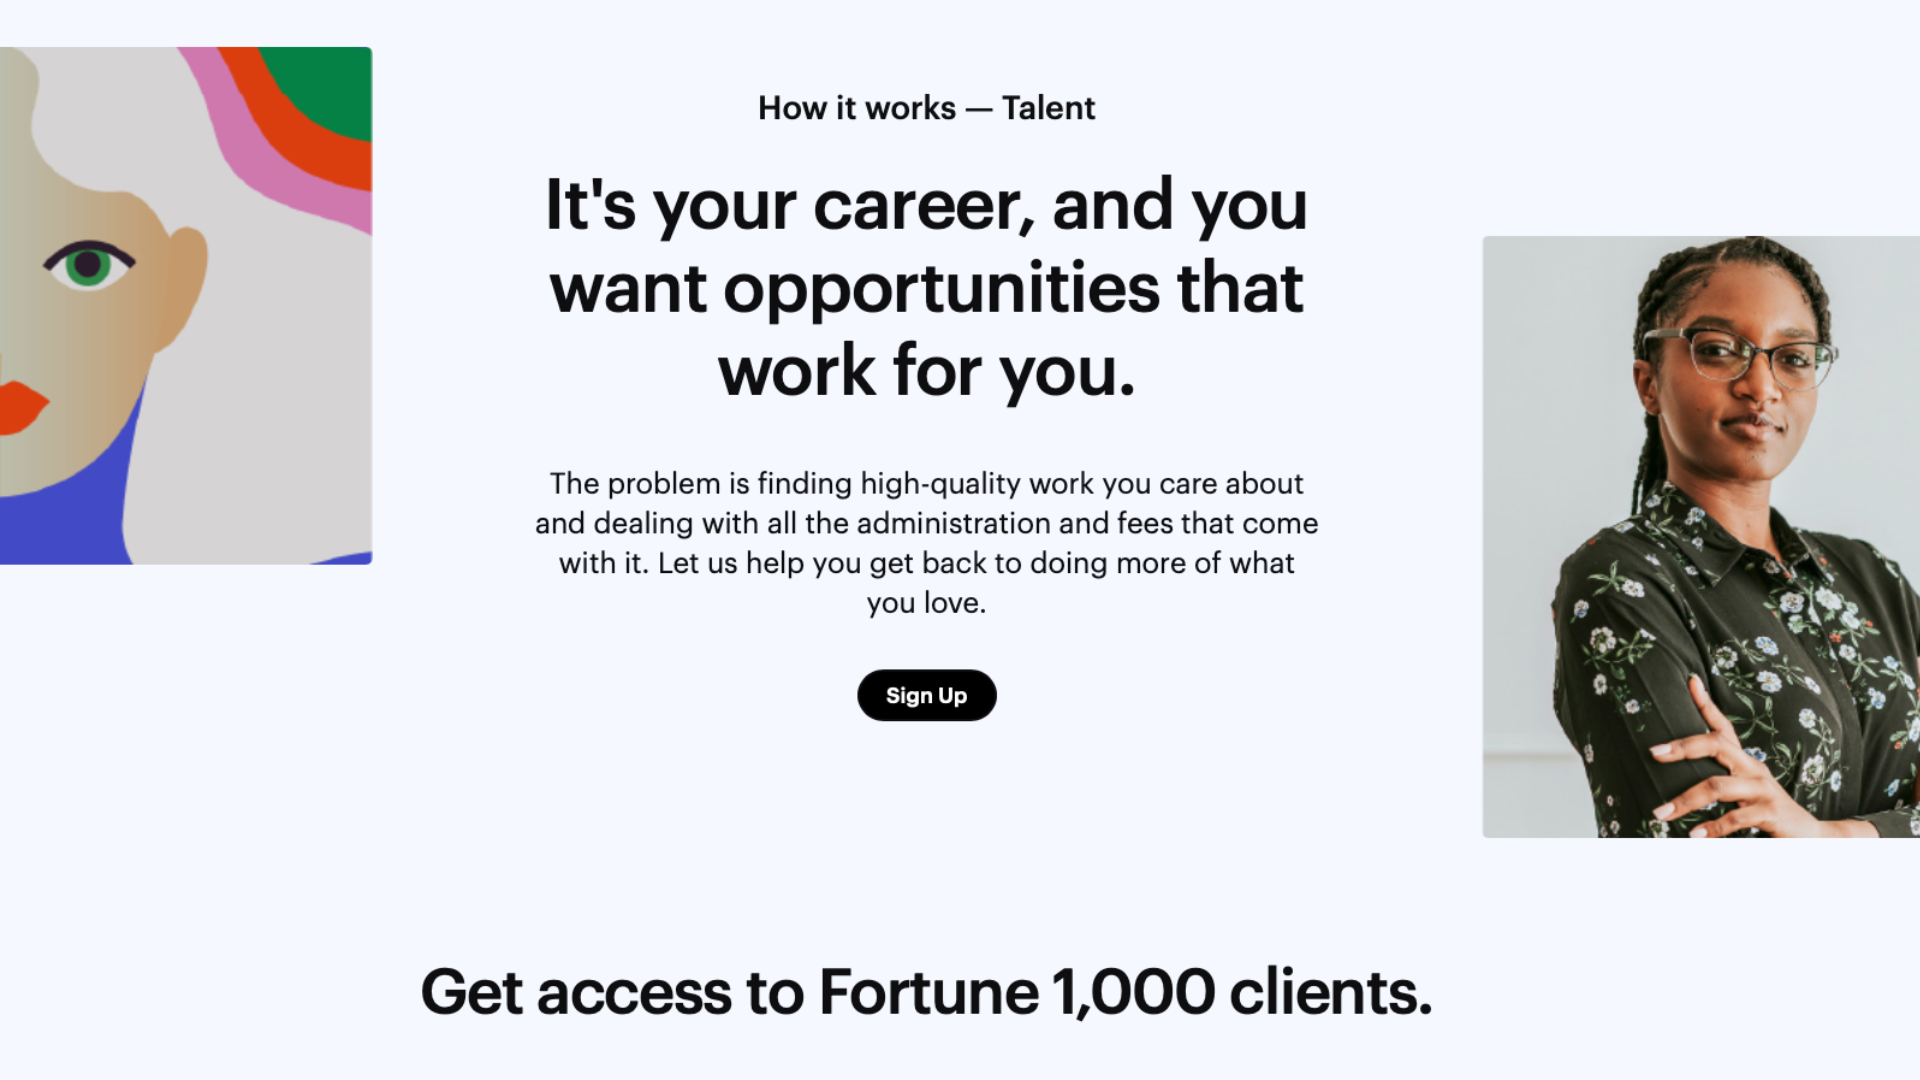 How it works — Talent
It's your career, and you
want opportunities that
work for you.
The problem is finding high-quality work you care about
and dealing with all the administration and fees that come
with it. Let us help you get back to doing more of what
you love.
Sign Up
Get access to Fortune 1,000 clients.